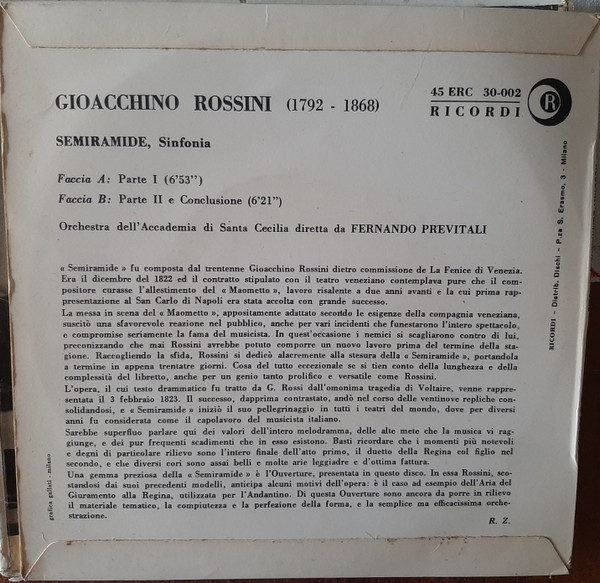 GIOACCHINO ROSSINI (1792 - 1868)
45 ERC 30-002
RICORDI
R
SEMIRAMIDE, Sinfonia
Faccia A: Parte I (6'53")
Faccia B: Parte II e Conclusione (6'21")
Orchestra dell'Accademia di Santa Cecilia diretta da FERNANDO PREVITALI
« Semiramide » fu composta dal trentenne Gioacchino Rossini dietro commissione de La Fenice di Venezia.
Era il dicembre del 1822 ed il contratto stipulato con il teatro veneziano contemplava pure che il com-
positore curasse l'allestimento del « Maometto », lavoro risalente a due anni avanti e la cui prima rap-
presentazione al San Carlo di Napoli era stata accolta con grande successo.
La messa in scena del « Maometto », appositamente adattato secondo le esigenze della compagnia veneziana,
suscitò una sfavorevole reazione nel pubblico, anche per vari incidenti che funestarono l'intero spettacolo,
e compromise seriamente la fama del musicista. In quest'occasione i nemici si scagliarono contro di lui,
preconizzando che mai Rossini avrebbe potuto comporre un nuovo lavoro prima del termine della sta-
gione. Raccogliendo la sfida, Rossini si dedicò alacremente alla stesura della « Semiramide », portandola
a termine in appena trentatre giorni. Cosa del tutto eccezionale se si tien conto della lunghezza e della
complessità del libretto, anche per un genio tanto prolifico e versatile come Rossini.
L'opera, il cui testo drammatico fu tratto da G. Rossi dall'omonima tragedia di Voltaire, venne rappre-
sentata il 3 febbraio 1823. Il successo, dapprima contrastato, andò nel corso delle ventinove repliche con-
solidandosi, e « Semiramide » iniziò il suo pellegrinaggio in tutti i teatri del mondo, dove per diversi
anni fu considerata come il capolavoro del musicista italiano.
Sarebbe superfluo parlare qui dei valori dell'intero melodramma, delle alte mete che la musica vi rag-
giunge, e dei pur frequenti scadimenti che in esso esistono. Basti ricordare che i momenti più notevoli
e degni di particolare rilievo sono l'intero finale dell'atto primo, il duetto della Regina col figlio nel
secondo, e che diversi cori sono assai belli e molte arie leggiadre e d'ottima fattura.
Una gemma preziosa della « Semiramide » è l'Ouverture, presentata in questo disco. In essa Rossini, sco-
standosi dai suoi precedenti modelli, anticipa alcuni motivi dell'opera: è il caso ad esempio dell'Aria del
Giuramento alla Regina, utilizzata per l'Andantino. Di questa Ouverture sono ancora da porre in rilievo
il materiale tematico, la compiutezza e la perfezione della forma, e la semplice ma efficacissima orche-
strazione.
R. Z.
grafica gallati - milano
RICORDI - Distrib. Dischi - P.za S. Erasmo, 3 - Milano